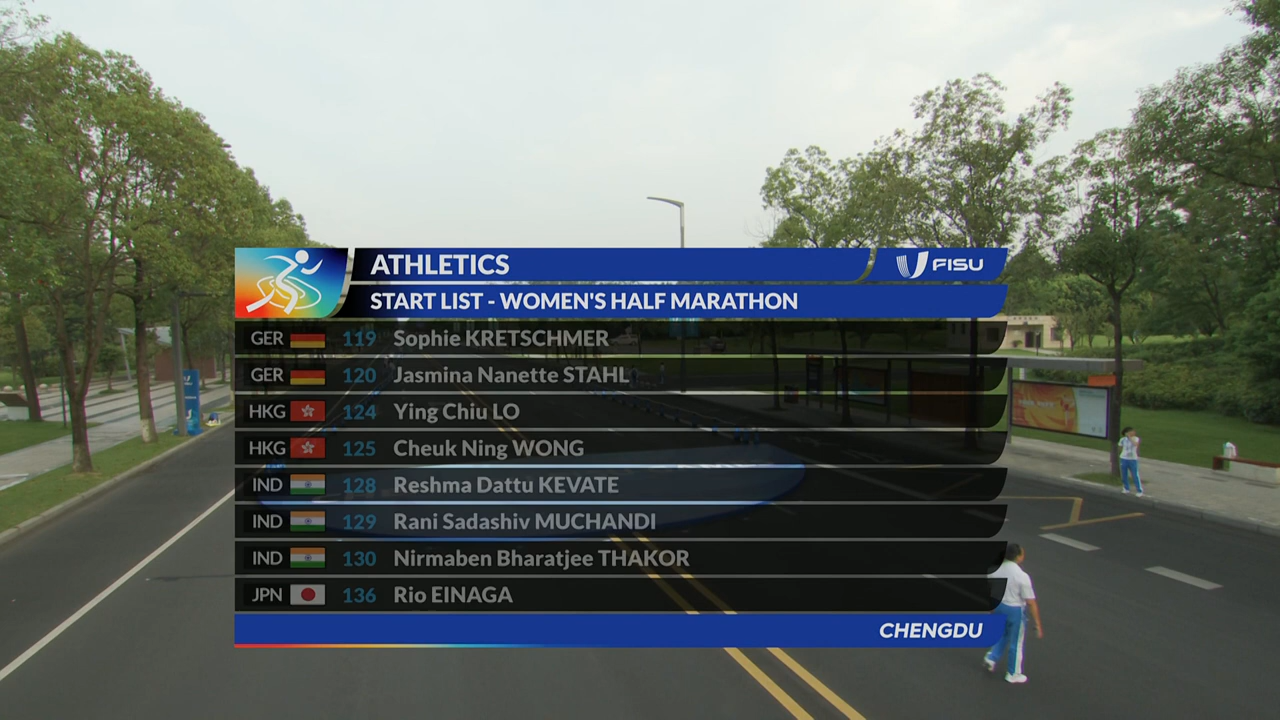 ATHLETICS
FISU
START LIST - WOMEN'S HALF MARATHON
GER 119 Sophie KRETSCHMER
GER 120 Jasmina Nanette STAHL
HKG 124 Ying Chiu LO
HKG 125 Cheuk Ning WONG
IND 128 Reshma Dattu KEVATE
IND 129 Rani Sadashiv MUCHANDI
IND 130 Nirmaben Bharatjee THAKOR
JPN 136 Rio EINAGA
CHENGDU